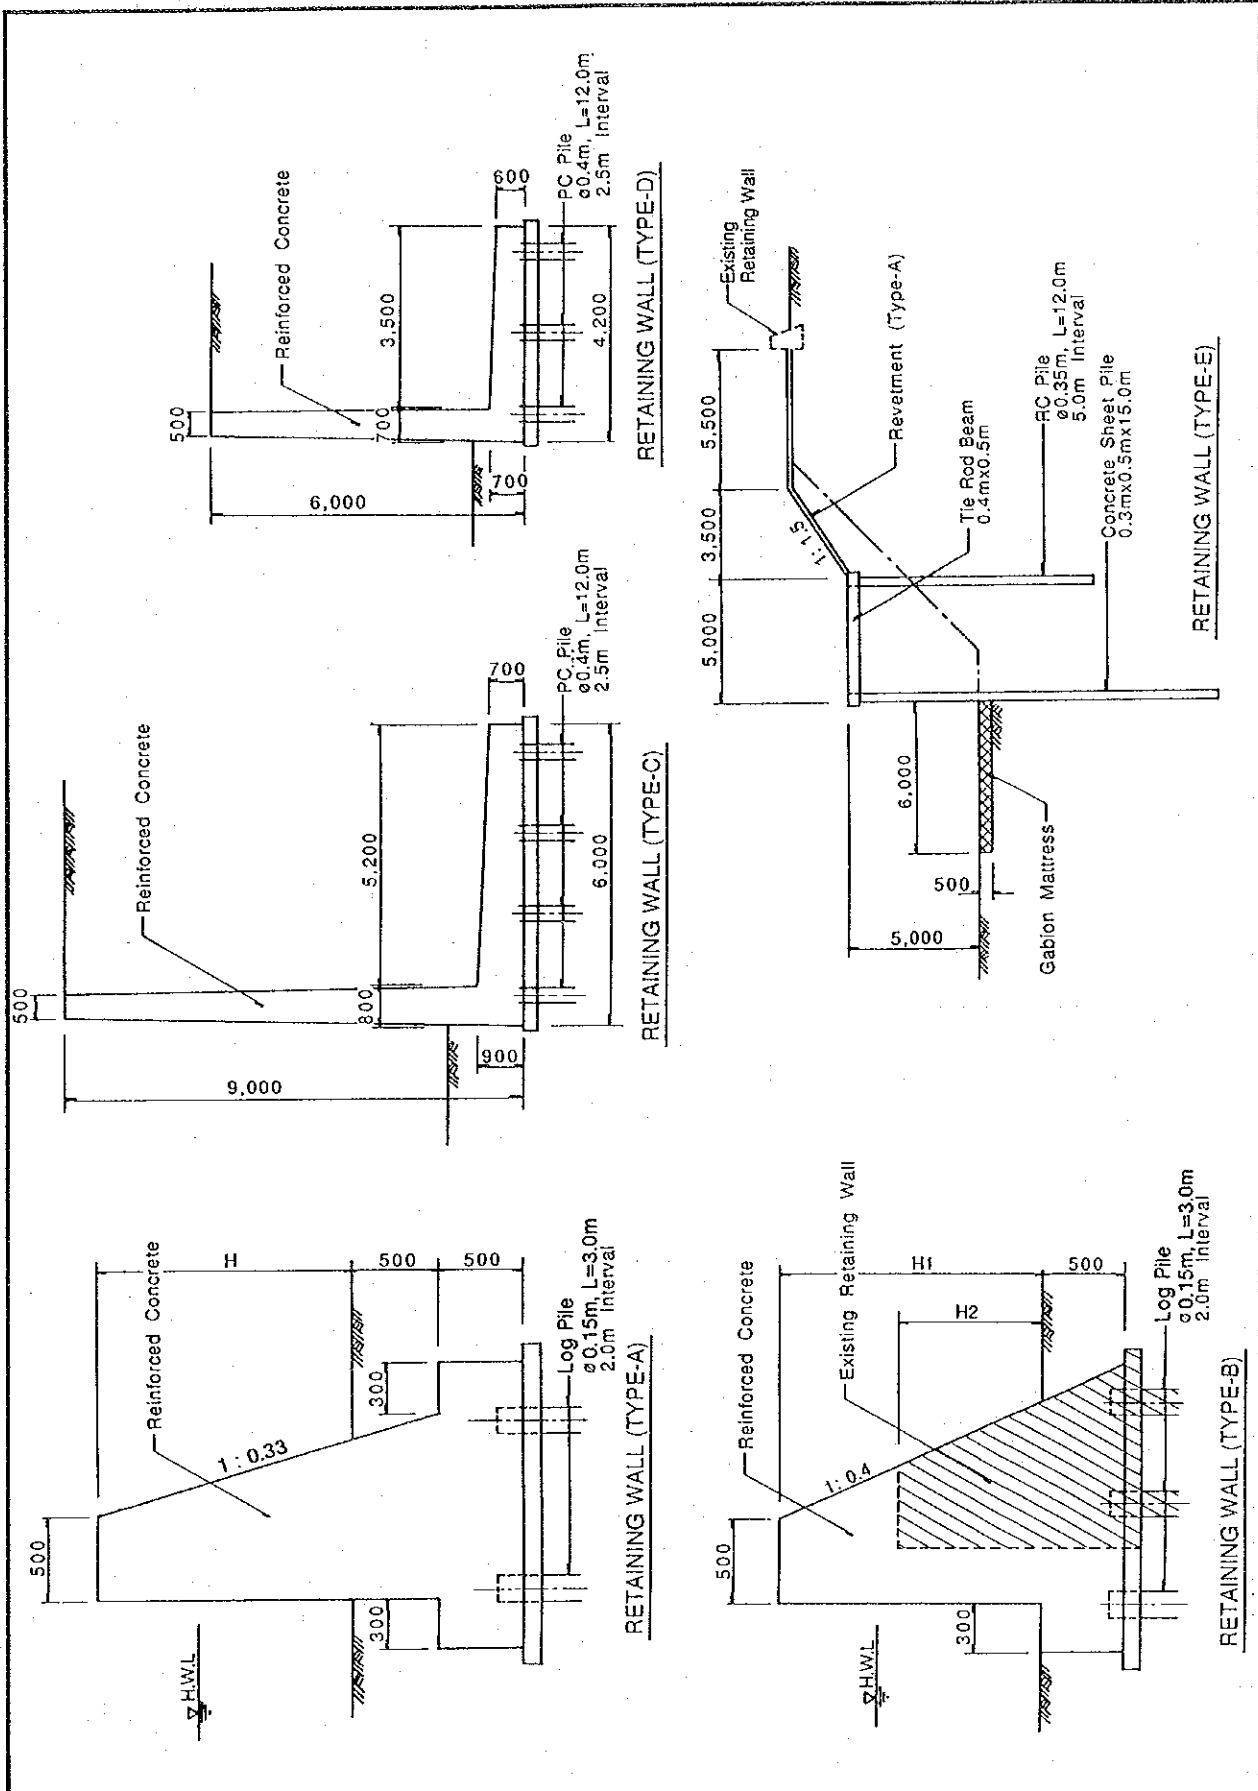 H
500
500
Reinforced Concrete
300
1 : 0.33
500
300
▽H.W.L
Log Pile
ø0.15m, L=3.0m
2.0m Interval
RETAINING WALL (TYPE-A)
9,000
900
500
800
5,200
6,000
700
Reinforced Concrete
PC Pile
ø0.4m, L=12.0m
2.5m Interval
RETAINING WALL (TYPE-C)
6,000
700
500
700
3,500
4,200
600
Reinforced Concrete
PC Pile
ø0.4m, L=12.0m
2.5m Interval
RETAINING WALL (TYPE-D)
H1
H2
500
Reinforced Concrete
Existing Retaining Wall
1: 0.4
500
300
▽H.W.L
Log Pile
ø0.15m, L=3.0m
2.0m Interval
RETAINING WALL (TYPE-B)
5,000
3,500
5,500
1:1.5
Existing
Retaining Wall
Revetment (Type-A)
Tie Rod Beam
0.4mx0.5m
6,000
500
5,000
Gabion Mattress
RC Pile
ø0.35m, L=12.0m
5.0m Interval
Concrete Sheet Pile
0.3mx0.5mx15.0m
RETAINING WALL (TYPE-E)